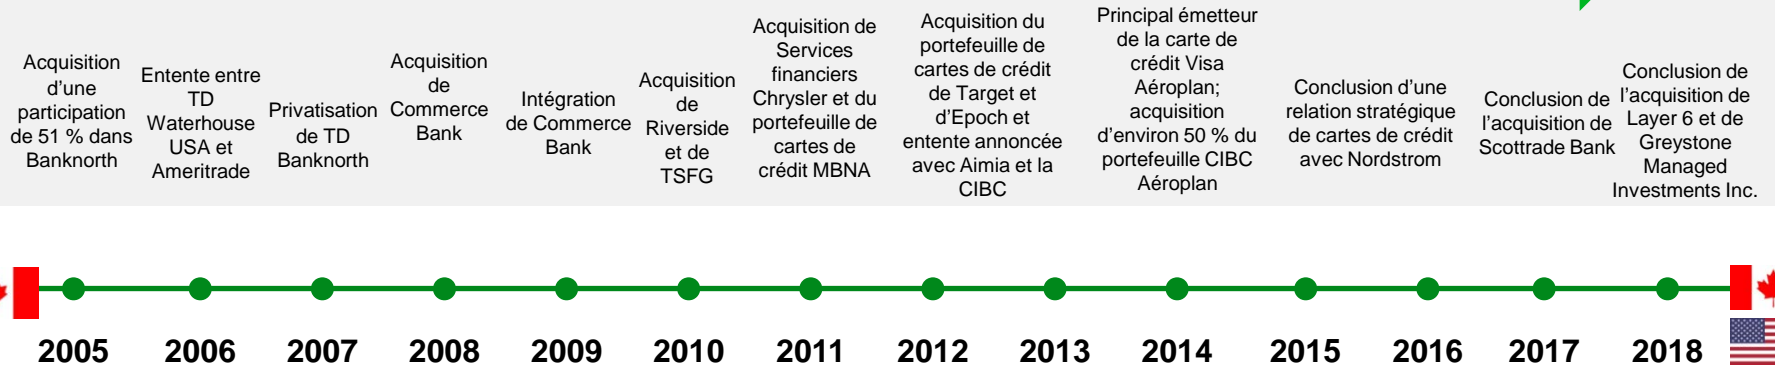 Acquisition
d’une
participation
de 51 % dans
Banknorth
Entente entre
TD
Waterhouse
USA et
Ameritrade
Privatisation
de TD
Banknorth
Acquisition
de
Commerce
Bank
Intégration
de Commerce
Bank
Acquisition
de
Riverside
et de
TSFG
Acquisition de
Services
financiers
Chrysler et du
portefeuille de
cartes de
crédit MBNA
Acquisition du
portefeuille de
cartes de crédit
de Target et
d’Epoch et
entente annoncée
avec Aimia et la
CIBC
Principal émetteur
de la carte de
crédit Visa
Aéroplan;
acquisition
d’environ 50 % du
portefeuille CIBC
Aéroplan
Conclusion d’une
relation stratégique
de cartes de crédit
avec Nordstrom
Conclusion de
l’acquisition de
Scottrade Bank
Conclusion de
l’acquisition de
Layer 6 et de
Greystone
Managed
Investments Inc.
2005
2006
2007
2008
2009
2010
2011
2012
2013
2014
2015
2016
2017
2018